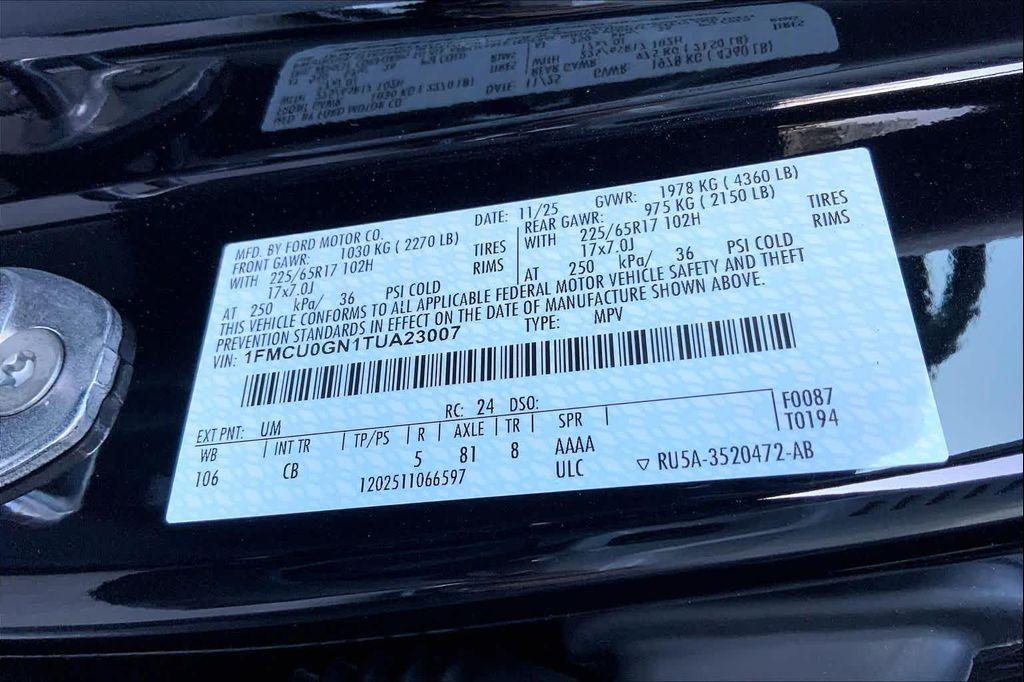 MFD. BY FORD MOTOR CO. DATE: 11/25 GVWR: 1978 KG ( 4360 LB)
FRONT GAWR: 1030 KG ( 2270 LB) REAR GAWR: 975 KG ( 2150 LB)
WITH 225/65R17 102H TIRES WITH 225/65R17 102H TIRES
17x7.0J RIMS 17x7.0J RIMS
AT 250 kPa/ 36 PSI COLD AT 250 kPa/ 36 PSI COLD
THIS VEHICLE CONFORMS TO ALL APPLICABLE FEDERAL MOTOR VEHICLE SAFETY AND THEFT
PREVENTION STANDARDS IN EFFECT ON THE DATE OF MANUFACTURE SHOWN ABOVE.
VIN: 1FMCU0GN1TUA23007 TYPE: MPV
EXT PNT: UM RC: 24 DSO: F0087
WB INT TR TP/PS R AXLE TR SPR T0194
106 CB 5 81 8 AAAA
1202511066597 ULC ▽ RU5A-3520472-AB